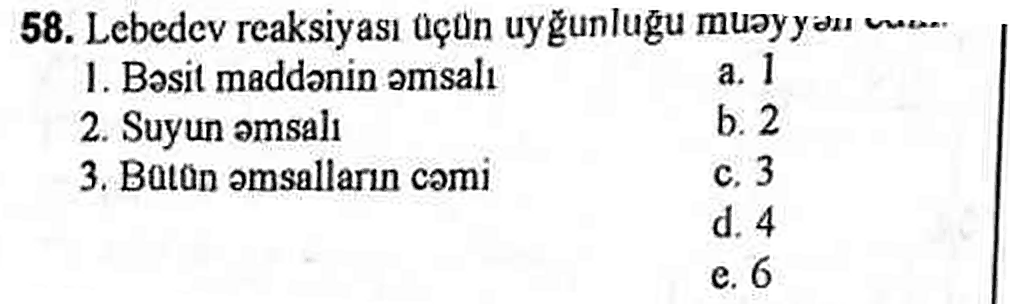 58. Lebedev reaksiyası üçün uyğunluğu müəyyən
1. Bəsit maddənin əmsalı a. 1
2. Suyun əmsalı b. 2
3. Bütün əmsalların cəmi c. 3
d. 4
e. 6